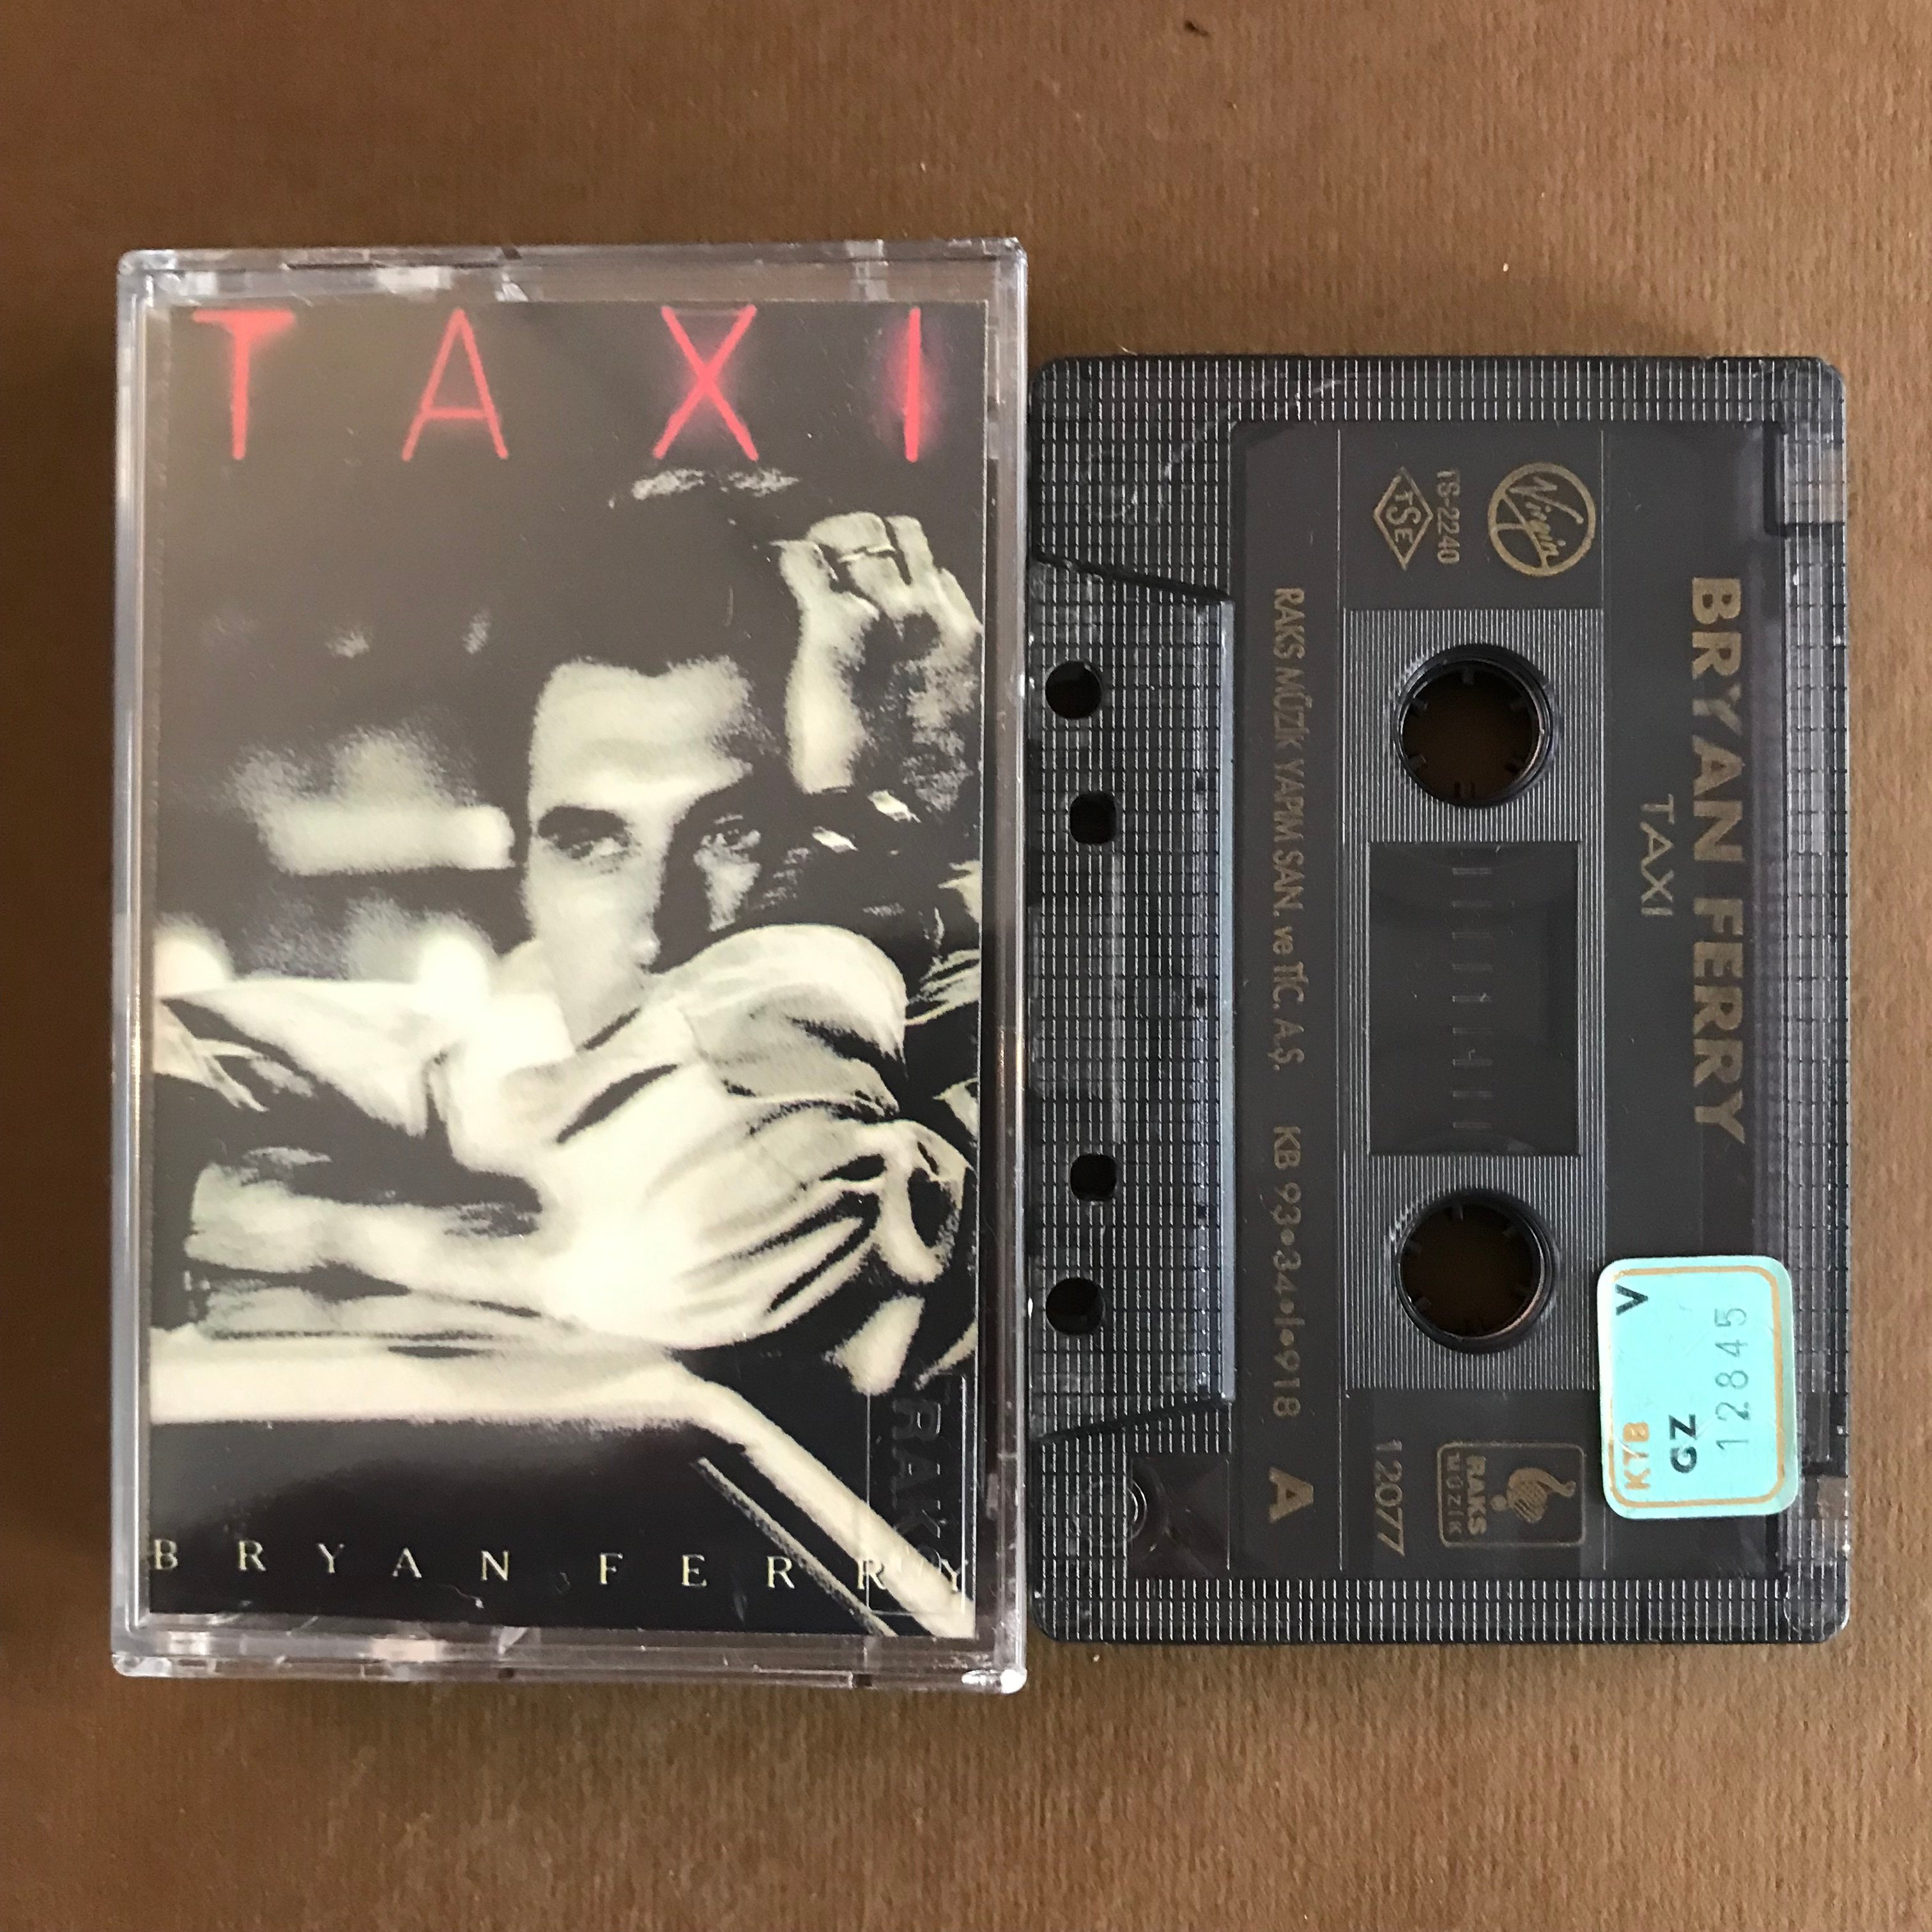 TAXI
BRYAN FERRY
RAKS
BRYAN FERRY
TAXI
Virgin
TS-2240
TSE
RAKS MÜZİK YAPIM SAN. ve TİC. A.Ş. KB 93•34•1•918
A
RAKS
MÜZİK
12077
V
12845
GZ
KTB